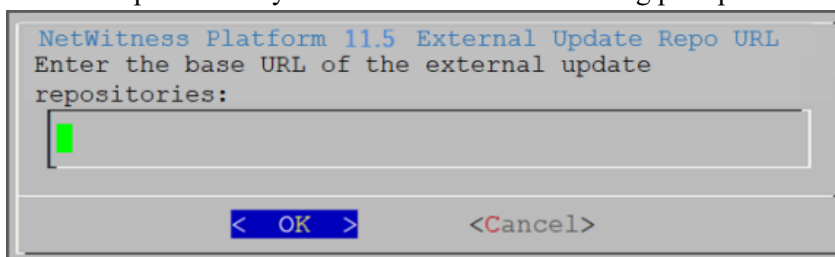 NetWitness Platform 11.5 External Update Repo URL
Enter the base URL of the external update
repositories:
< OK > <Cancel>